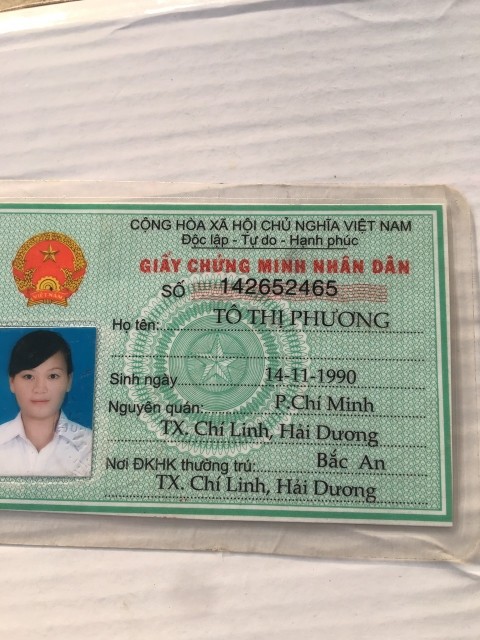 CỘNG HÒA XÃ HỘI CHỦ NGHĨA VIỆT NAM
Độc lập - Tự do - Hạnh phúc
GIẤY CHỨNG MINH NHÂN DÂN
SỐ 142652465
Họ tên: TÔ THỊ PHƯƠNG
Sinh ngày 14-11-1990
Nguyên quán: P.Chí Minh
TX. Chí Linh, Hải Dương
Nơi ĐKHK thường trú: Bắc An
TX. Chí Linh, Hải Dương
VIỆT NAM